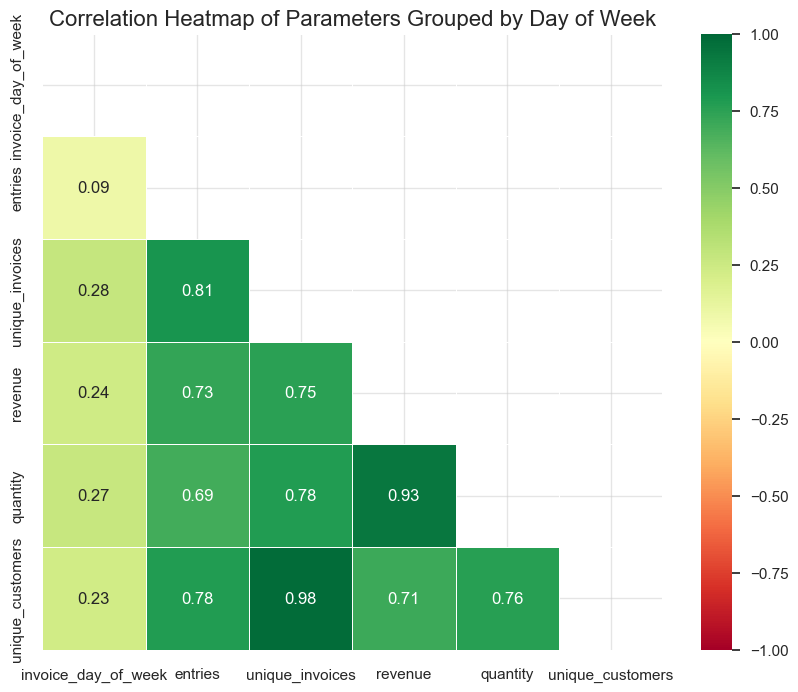 Correlation Heatmap of Parameters Grouped by Day of Week
invoice_day_of_week
entries
0.09
unique_invoices
0.28 0.81
revenue
0.24 0.73 0.75
quantity
0.27 0.69 0.78 0.93
unique_customers
0.23 0.78 0.98 0.71 0.76
invoice_day_of_week entries unique_invoices revenue quantity unique_customers
1.00
0.75
0.50
0.25
0.00
−0.25
−0.50
−0.75
−1.00